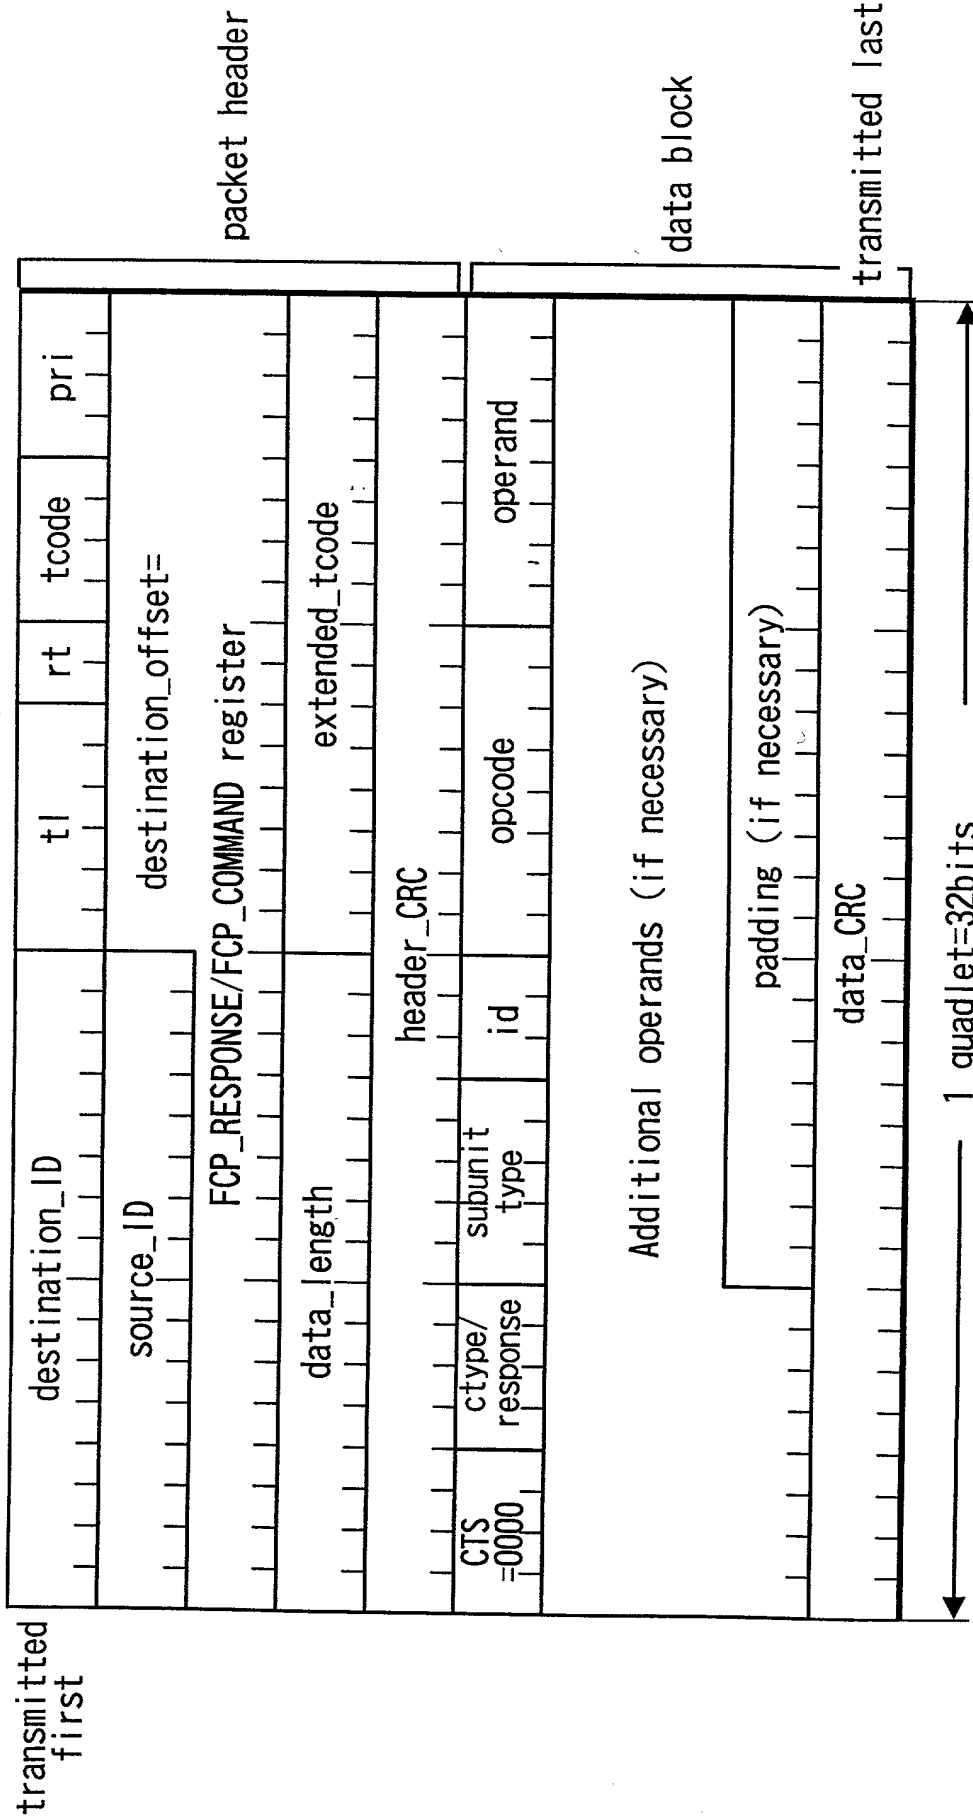 transmitted
first
destination_ID
tl
rt
tcode
pri
source_ID
destination_offset=
FCP_RESPONSE/FCP_COMMAND register
packet header
data_length
extended_tcode
header_CRC
CTS
=0000
ctype/
response
subunit
type
id
opcode
operand
Additional operands (if necessary)
data block
padding (if necessary)
data_CRC
transmitted last
1 quadlet=32bits